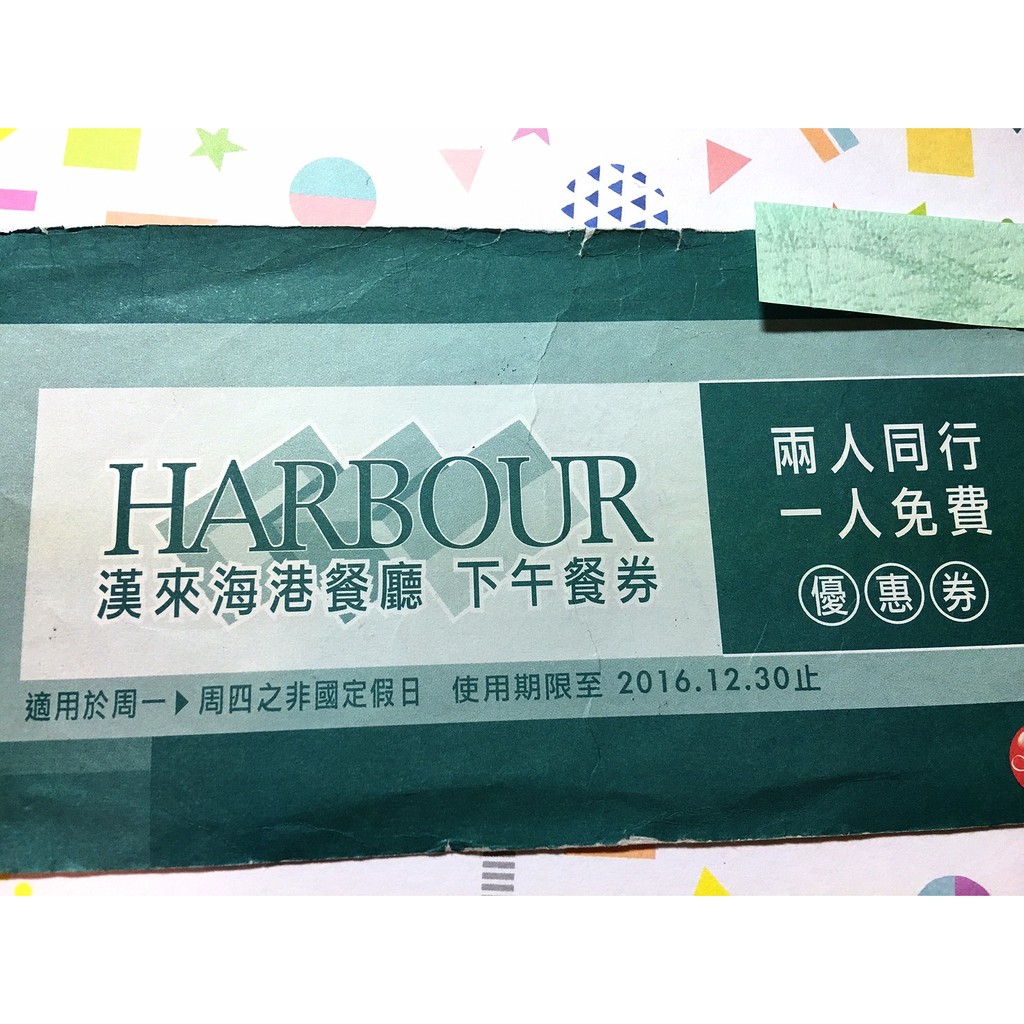 HARBOUR
漢來海港餐廳 下午餐券
兩人同行
一人免費
優惠券
適用於周一▶周四之非國定假日 使用期限至 2016.12.30止